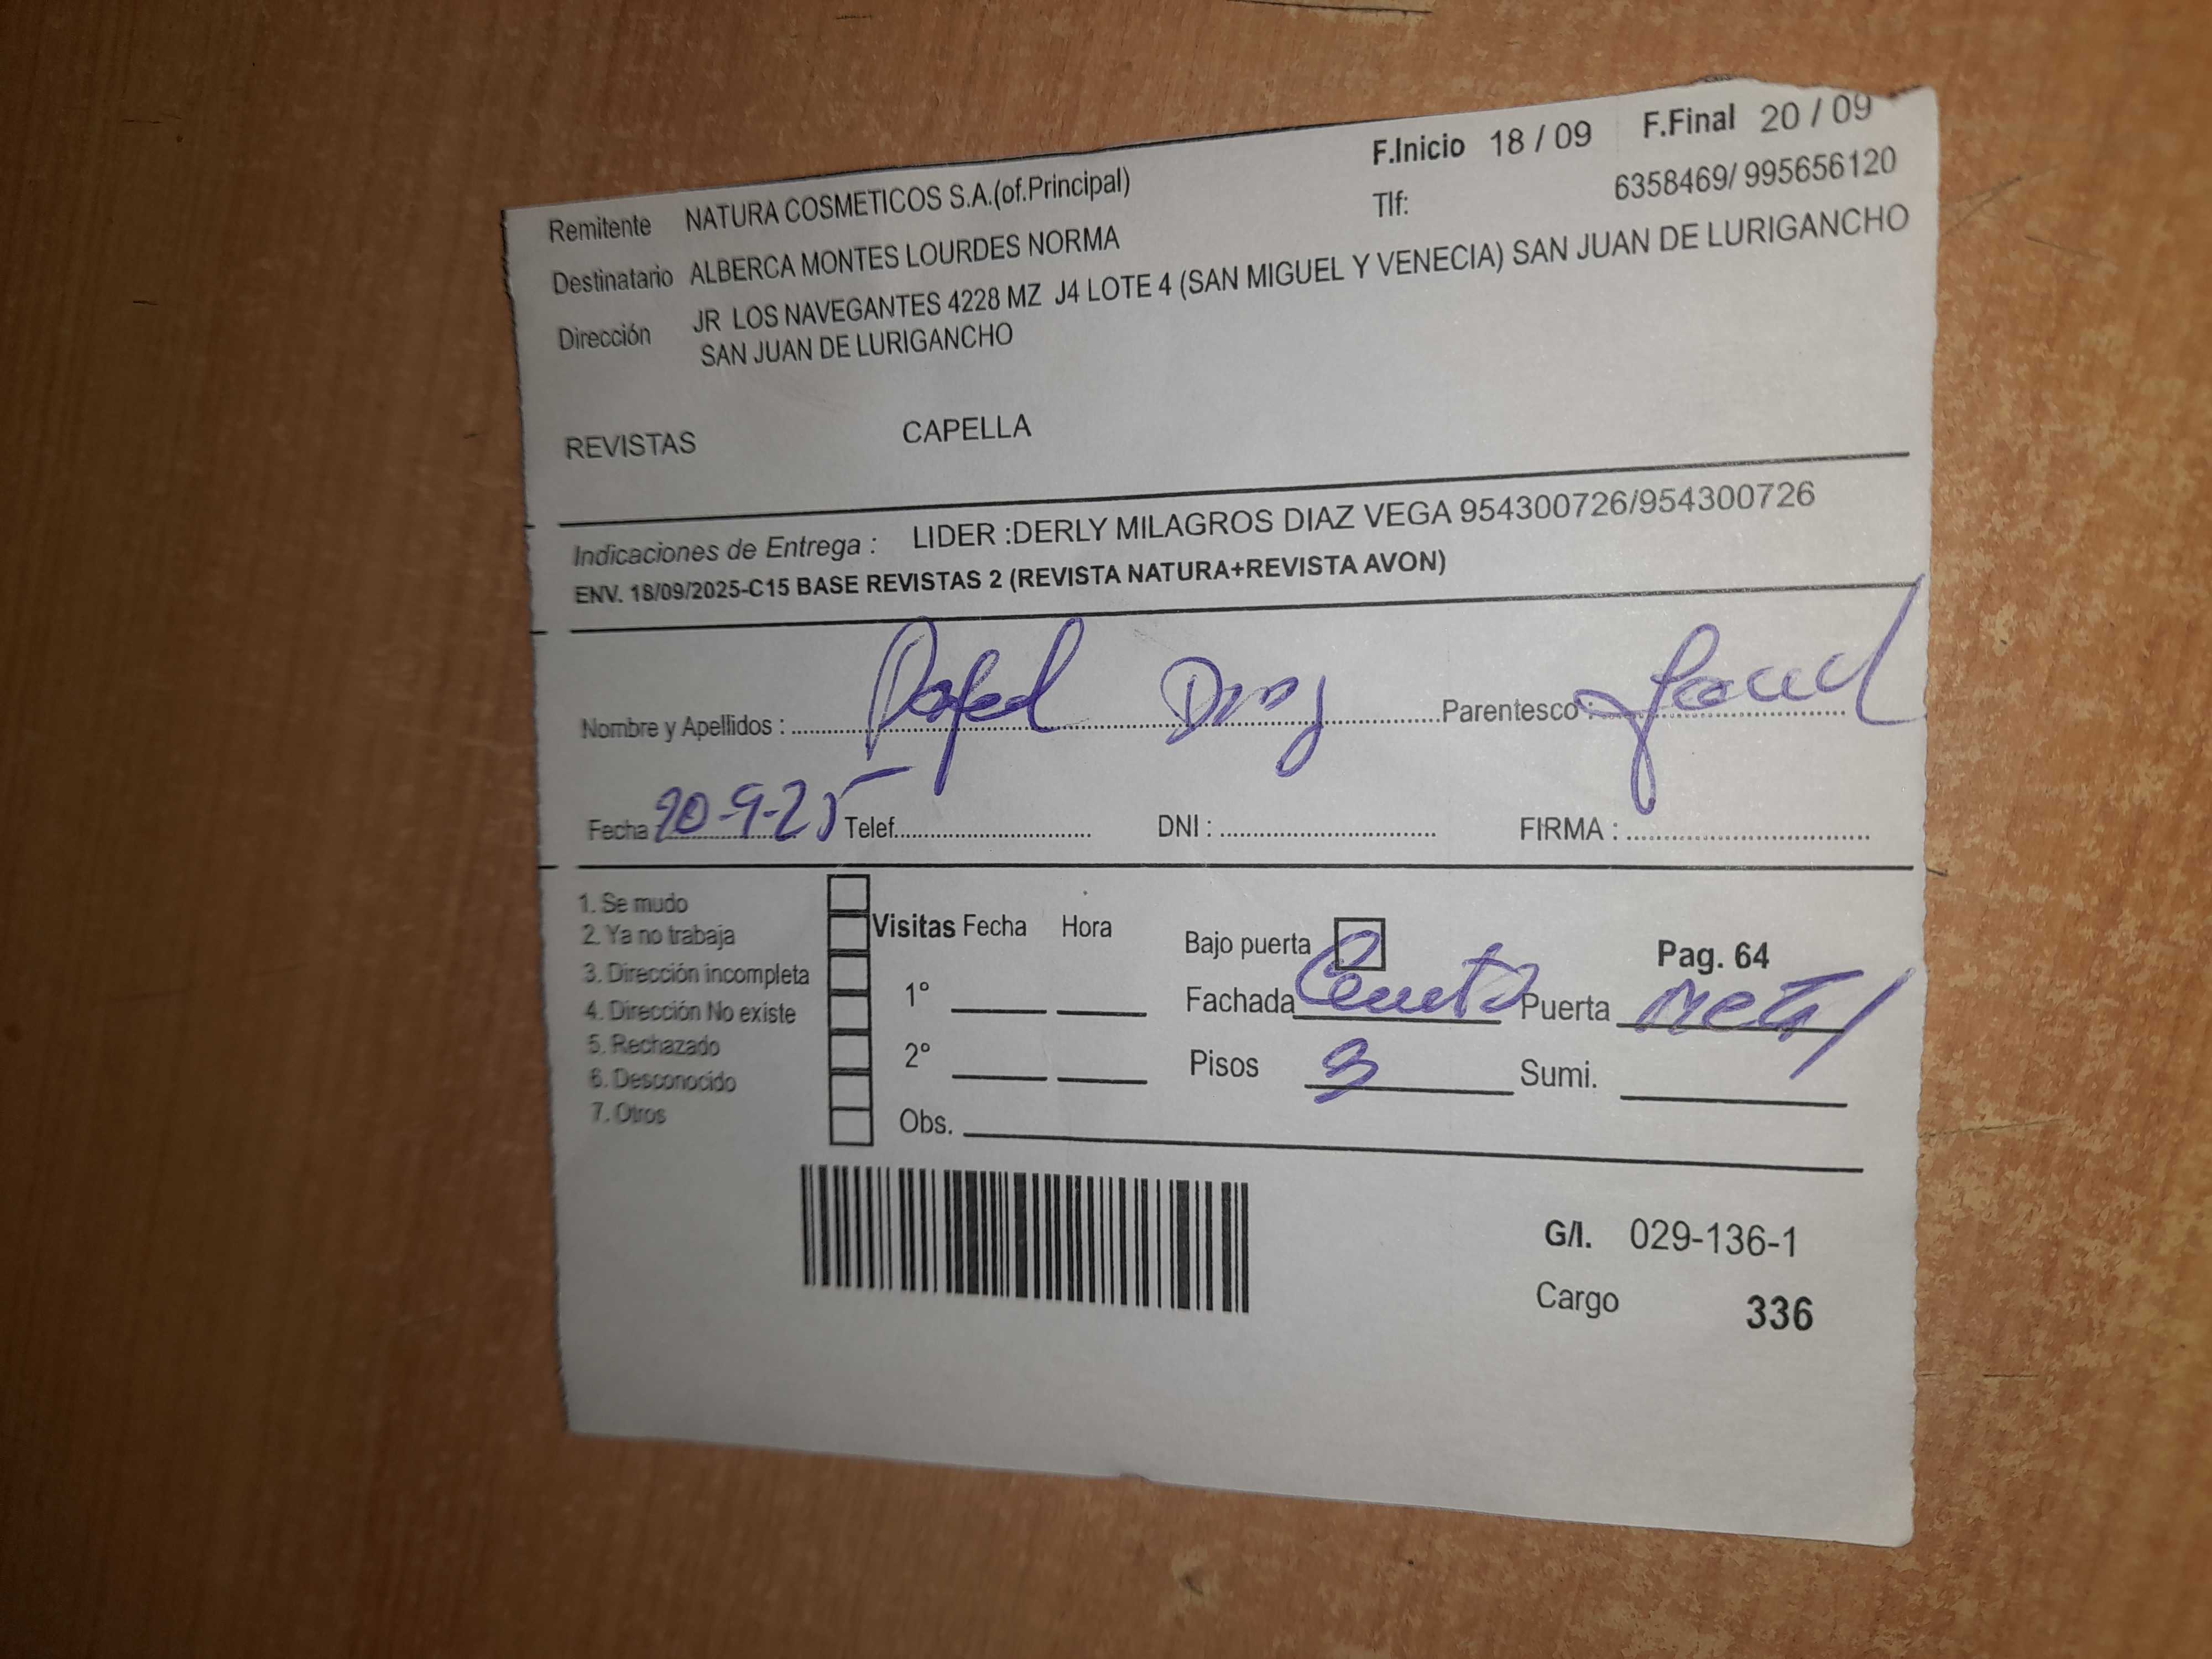 F.Inicio 18 / 09 F.Final 20 / 09
Remitente NATURA COSMETICOS S.A.(of.Principal) Tlf: 6358469/ 995656120
Destinatario ALBERCA MONTES LOURDES NORMA
Dirección JR LOS NAVEGANTES 4228 MZ J4 LOTE 4 (SAN MIGUEL Y VENECIA) SAN JUAN DE LURIGANCHO
SAN JUAN DE LURIGANCHO
REVISTAS CAPELLA
Indicaciones de Entrega : LIDER :DERLY MILAGROS DIAZ VEGA 954300726/954300726
ENV. 18/09/2025-C15 BASE REVISTAS 2 (REVISTA NATURA+REVISTA AVON)
Nombre y Apellidos : Parentesco :
Fecha 20-9-25 Telef. DNI : FIRMA :
1. Se mudo
2. Ya no trabaja
3. Dirección incompleta
4. Dirección No existe
5. Rechazado
6. Desconocido
7. Otros
Visitas Fecha Hora
1°
2°
Obs.
Bajo puerta Pag. 64
Fachada Puerta Metal
Pisos 3 Sumi.
G/I. 029-136-1
Cargo 336